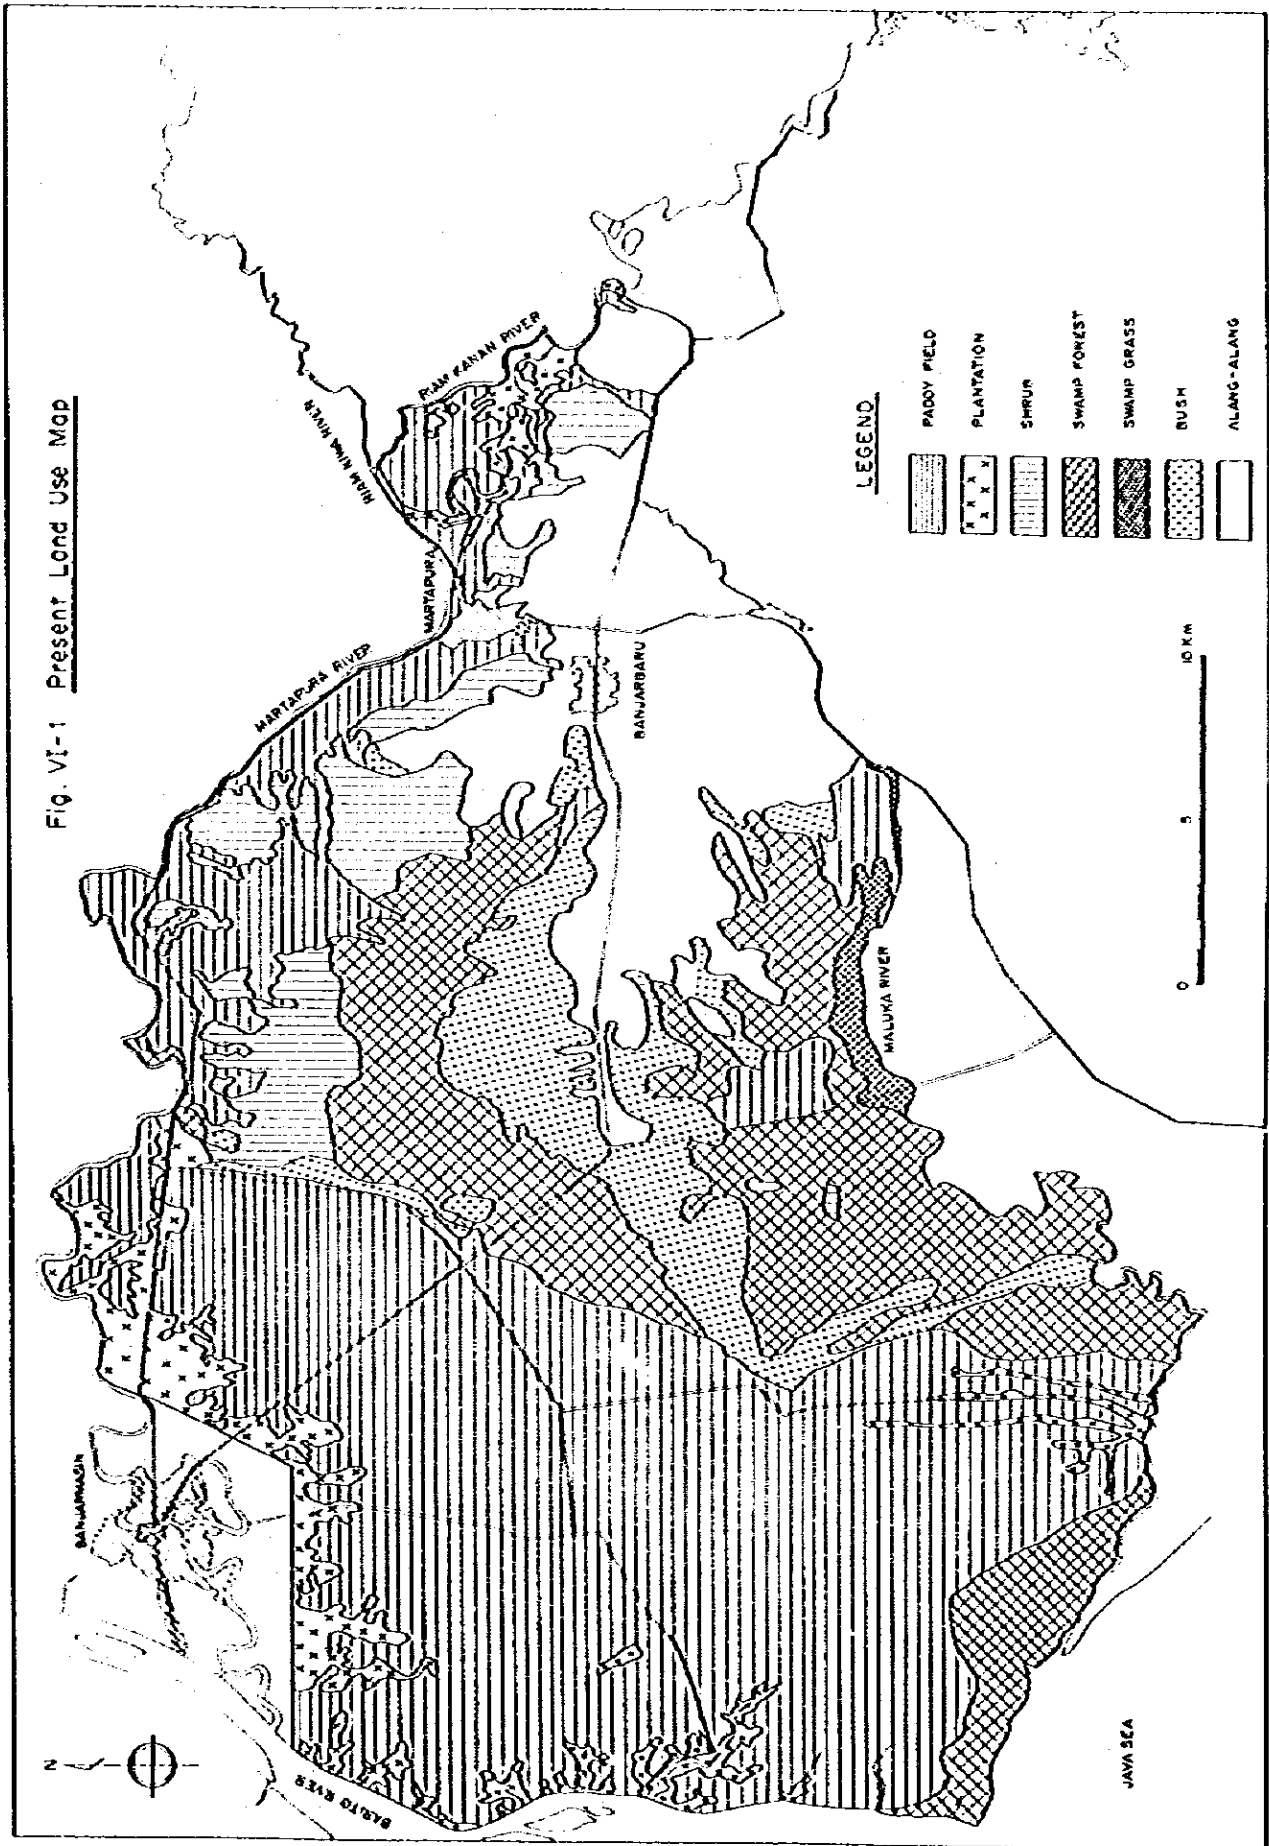 Fig. VI-1 Present Land Use Map
N
BANJARMASIN
BARITO RIVER
MARTAPURA RIVER
MARTAPURA
RIAM KIWA RIVER
RIAM KANAN RIVER
BANJARBARU
MALUKA RIVER
JAVA SEA
LEGEND
PADDY FIELD
PLANTATION
SHRUB
SWAMP FOREST
SWAMP GRASS
BUSH
ALANG-ALANG
0 5 10 KM